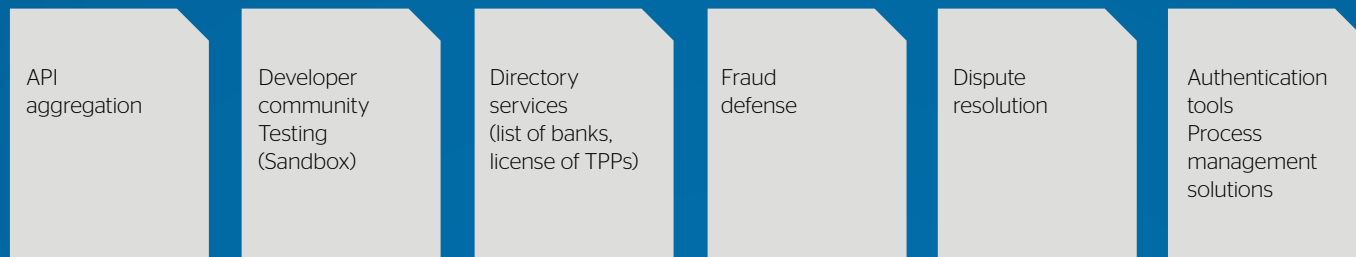 API
aggregation
Developer
community
Testing
(Sandbox)
Directory
services
(list of banks,
license of TPPs)
Fraud
defense
Dispute
resolution
Authentication
tools
Process
management
solutions